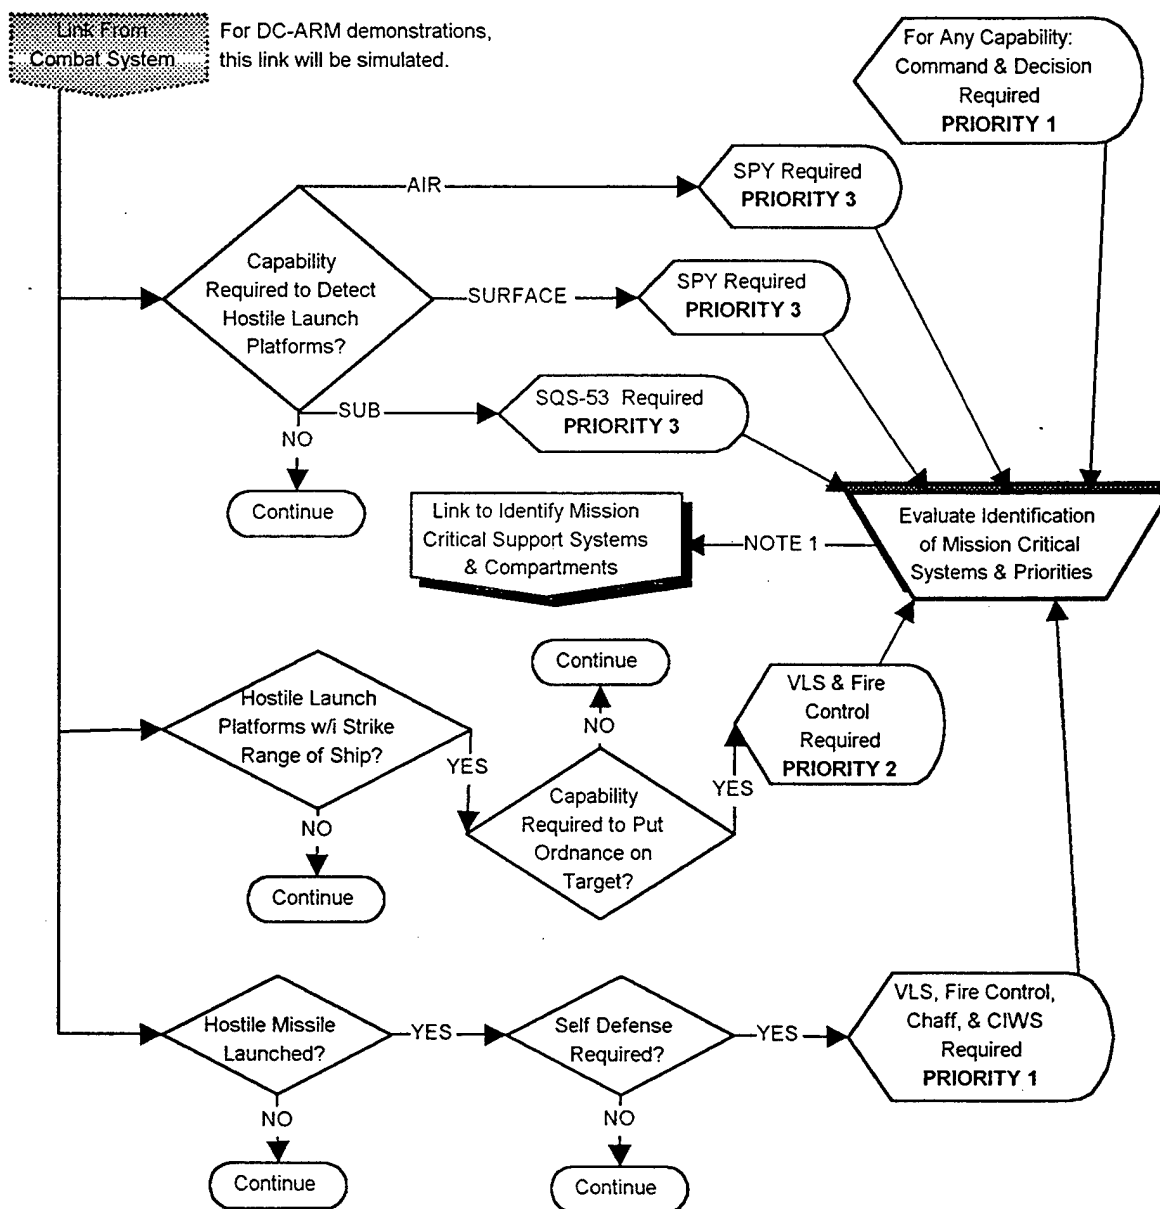 Link From
Combat System
For DC-ARM demonstrations,
this link will be simulated.
For Any Capability:
Command & Decision
Required
PRIORITY 1
AIR
SPY Required
PRIORITY 3
Capability
Required to Detect
Hostile Launch
Platforms?
SURFACE
SPY Required
PRIORITY 3
SUB
SQS-53 Required
PRIORITY 3
NO
Continue
Link to Identify Mission
Critical Support Systems
& Compartments
NOTE 1
Evaluate Identification
of Mission Critical
Systems & Priorities
Hostile Launch
Platforms w/i Strike
Range of Ship?
YES
NO
Continue
Continue
NO
Capability
Required to Put
Ordnance on
Target?
YES
VLS & Fire
Control
Required
PRIORITY 2
Hostile Missile
Launched?
YES
NO
Continue
Self Defense
Required?
YES
NO
Continue
VLS, Fire Control,
Chaff, & CIWS
Required
PRIORITY 1